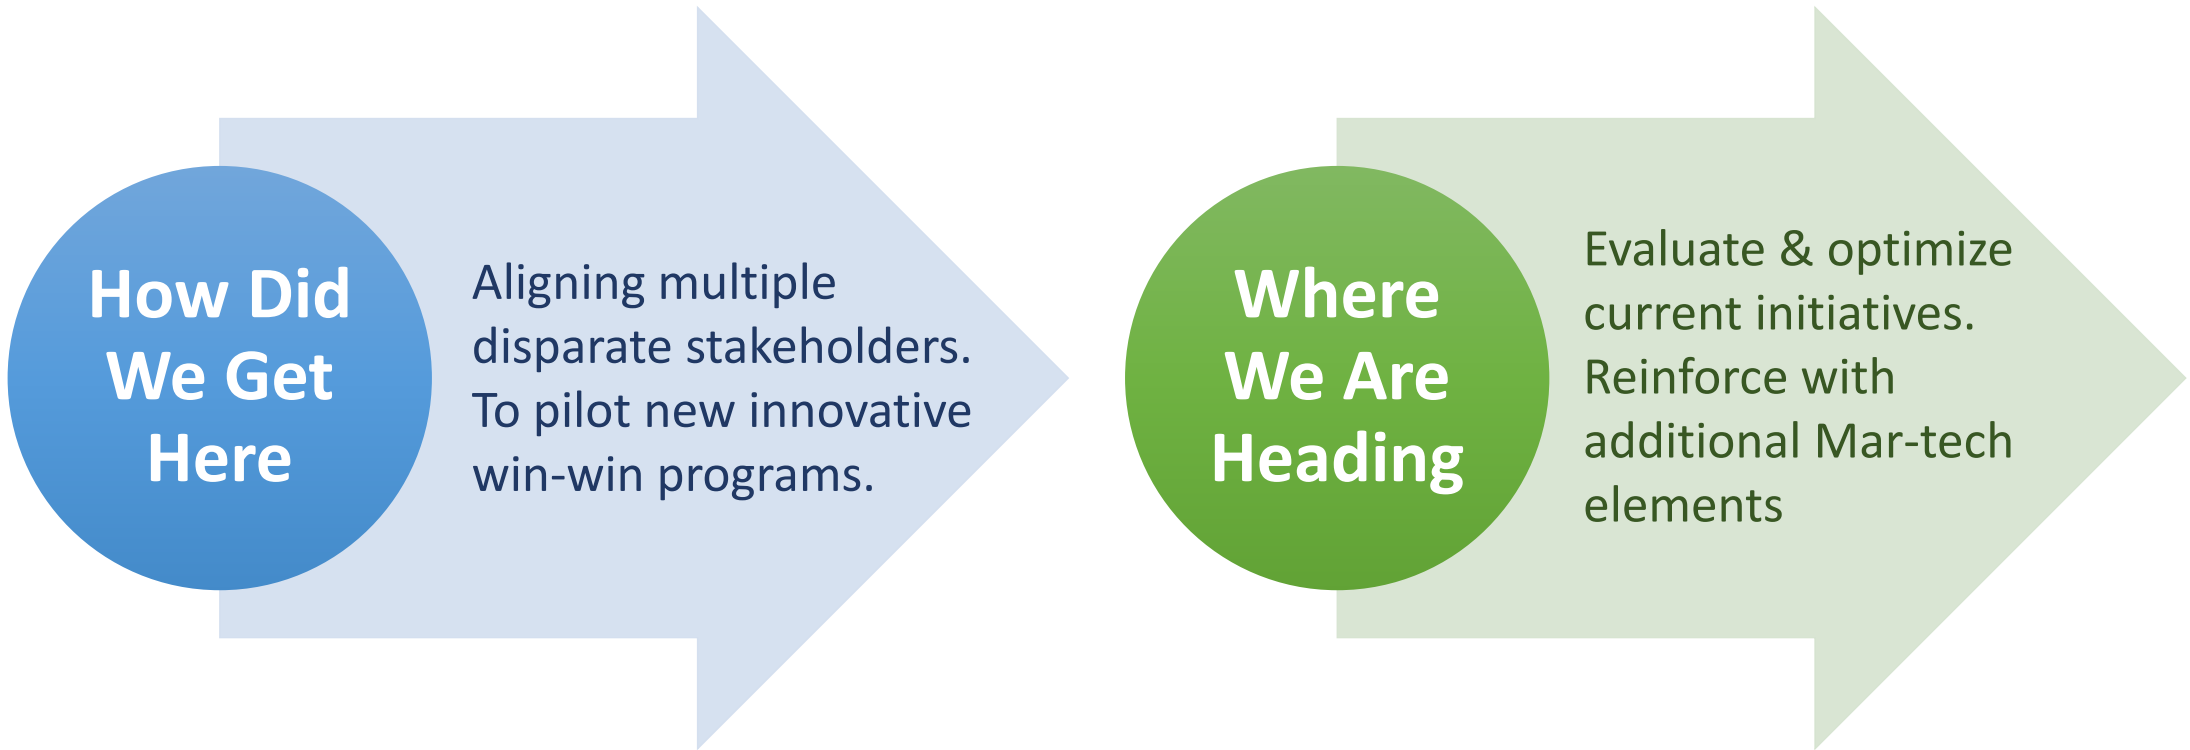 How Did
We Get
Here
Aligning multiple
disparate stakeholders.
To pilot new innovative
win-win programs.
Where
We Are
Heading
Evaluate & optimize
current initiatives.
Reinforce with
additional Mar-tech
elements